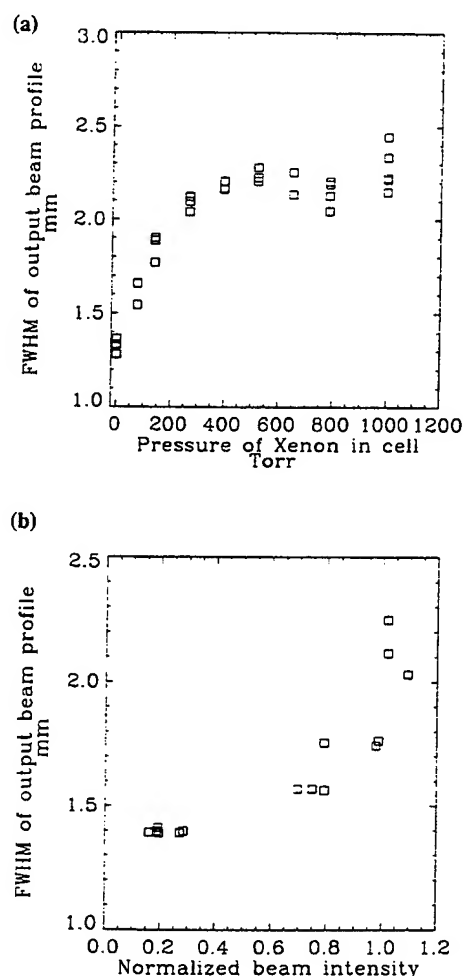 (a)
3.0
2.5
2.0
1.5
1.0
FWHM of output beam profile
mm
0 200 400 600 800 1000 1200
Pressure of Xenon in cell
Torr
(b)
2.5
2.0
1.5
1.0
FWHM of output beam profile
mm
0.0 0.2 0.4 0.6 0.8 1.0 1.2
Normalized beam intensity